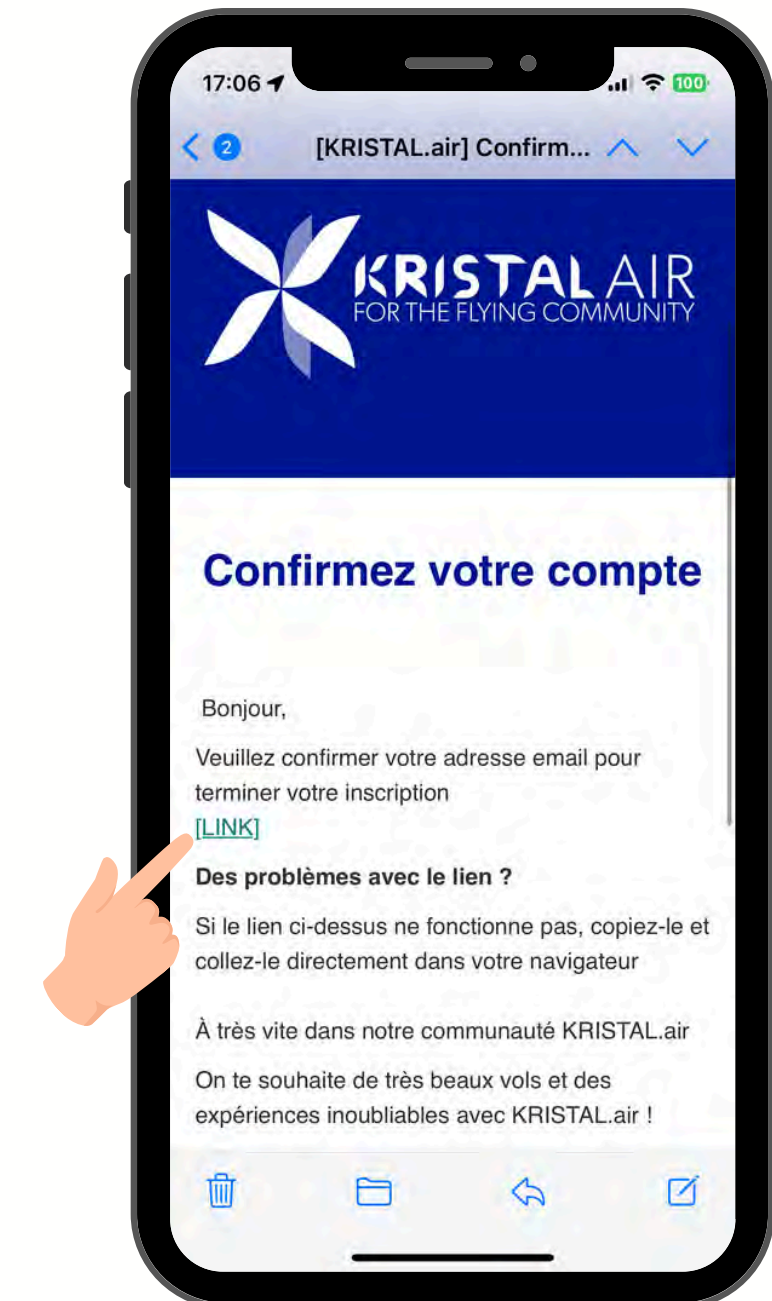 17:06
100
2
[KRISTAL.air] Confirm...
KRISTAL AIR
FOR THE FLYING COMMUNITY
Confirmez votre compte
Bonjour,
Veuillez confirmer votre adresse email pour
terminer votre inscription
[LINK]
Des problèmes avec le lien ?
Si le lien ci-dessus ne fonctionne pas, copiez-le et
collez-le directement dans votre navigateur
À très vite dans notre communauté KRISTAL.air
On te souhaite de très beaux vols et des
expériences inoubliables avec KRISTAL.air !